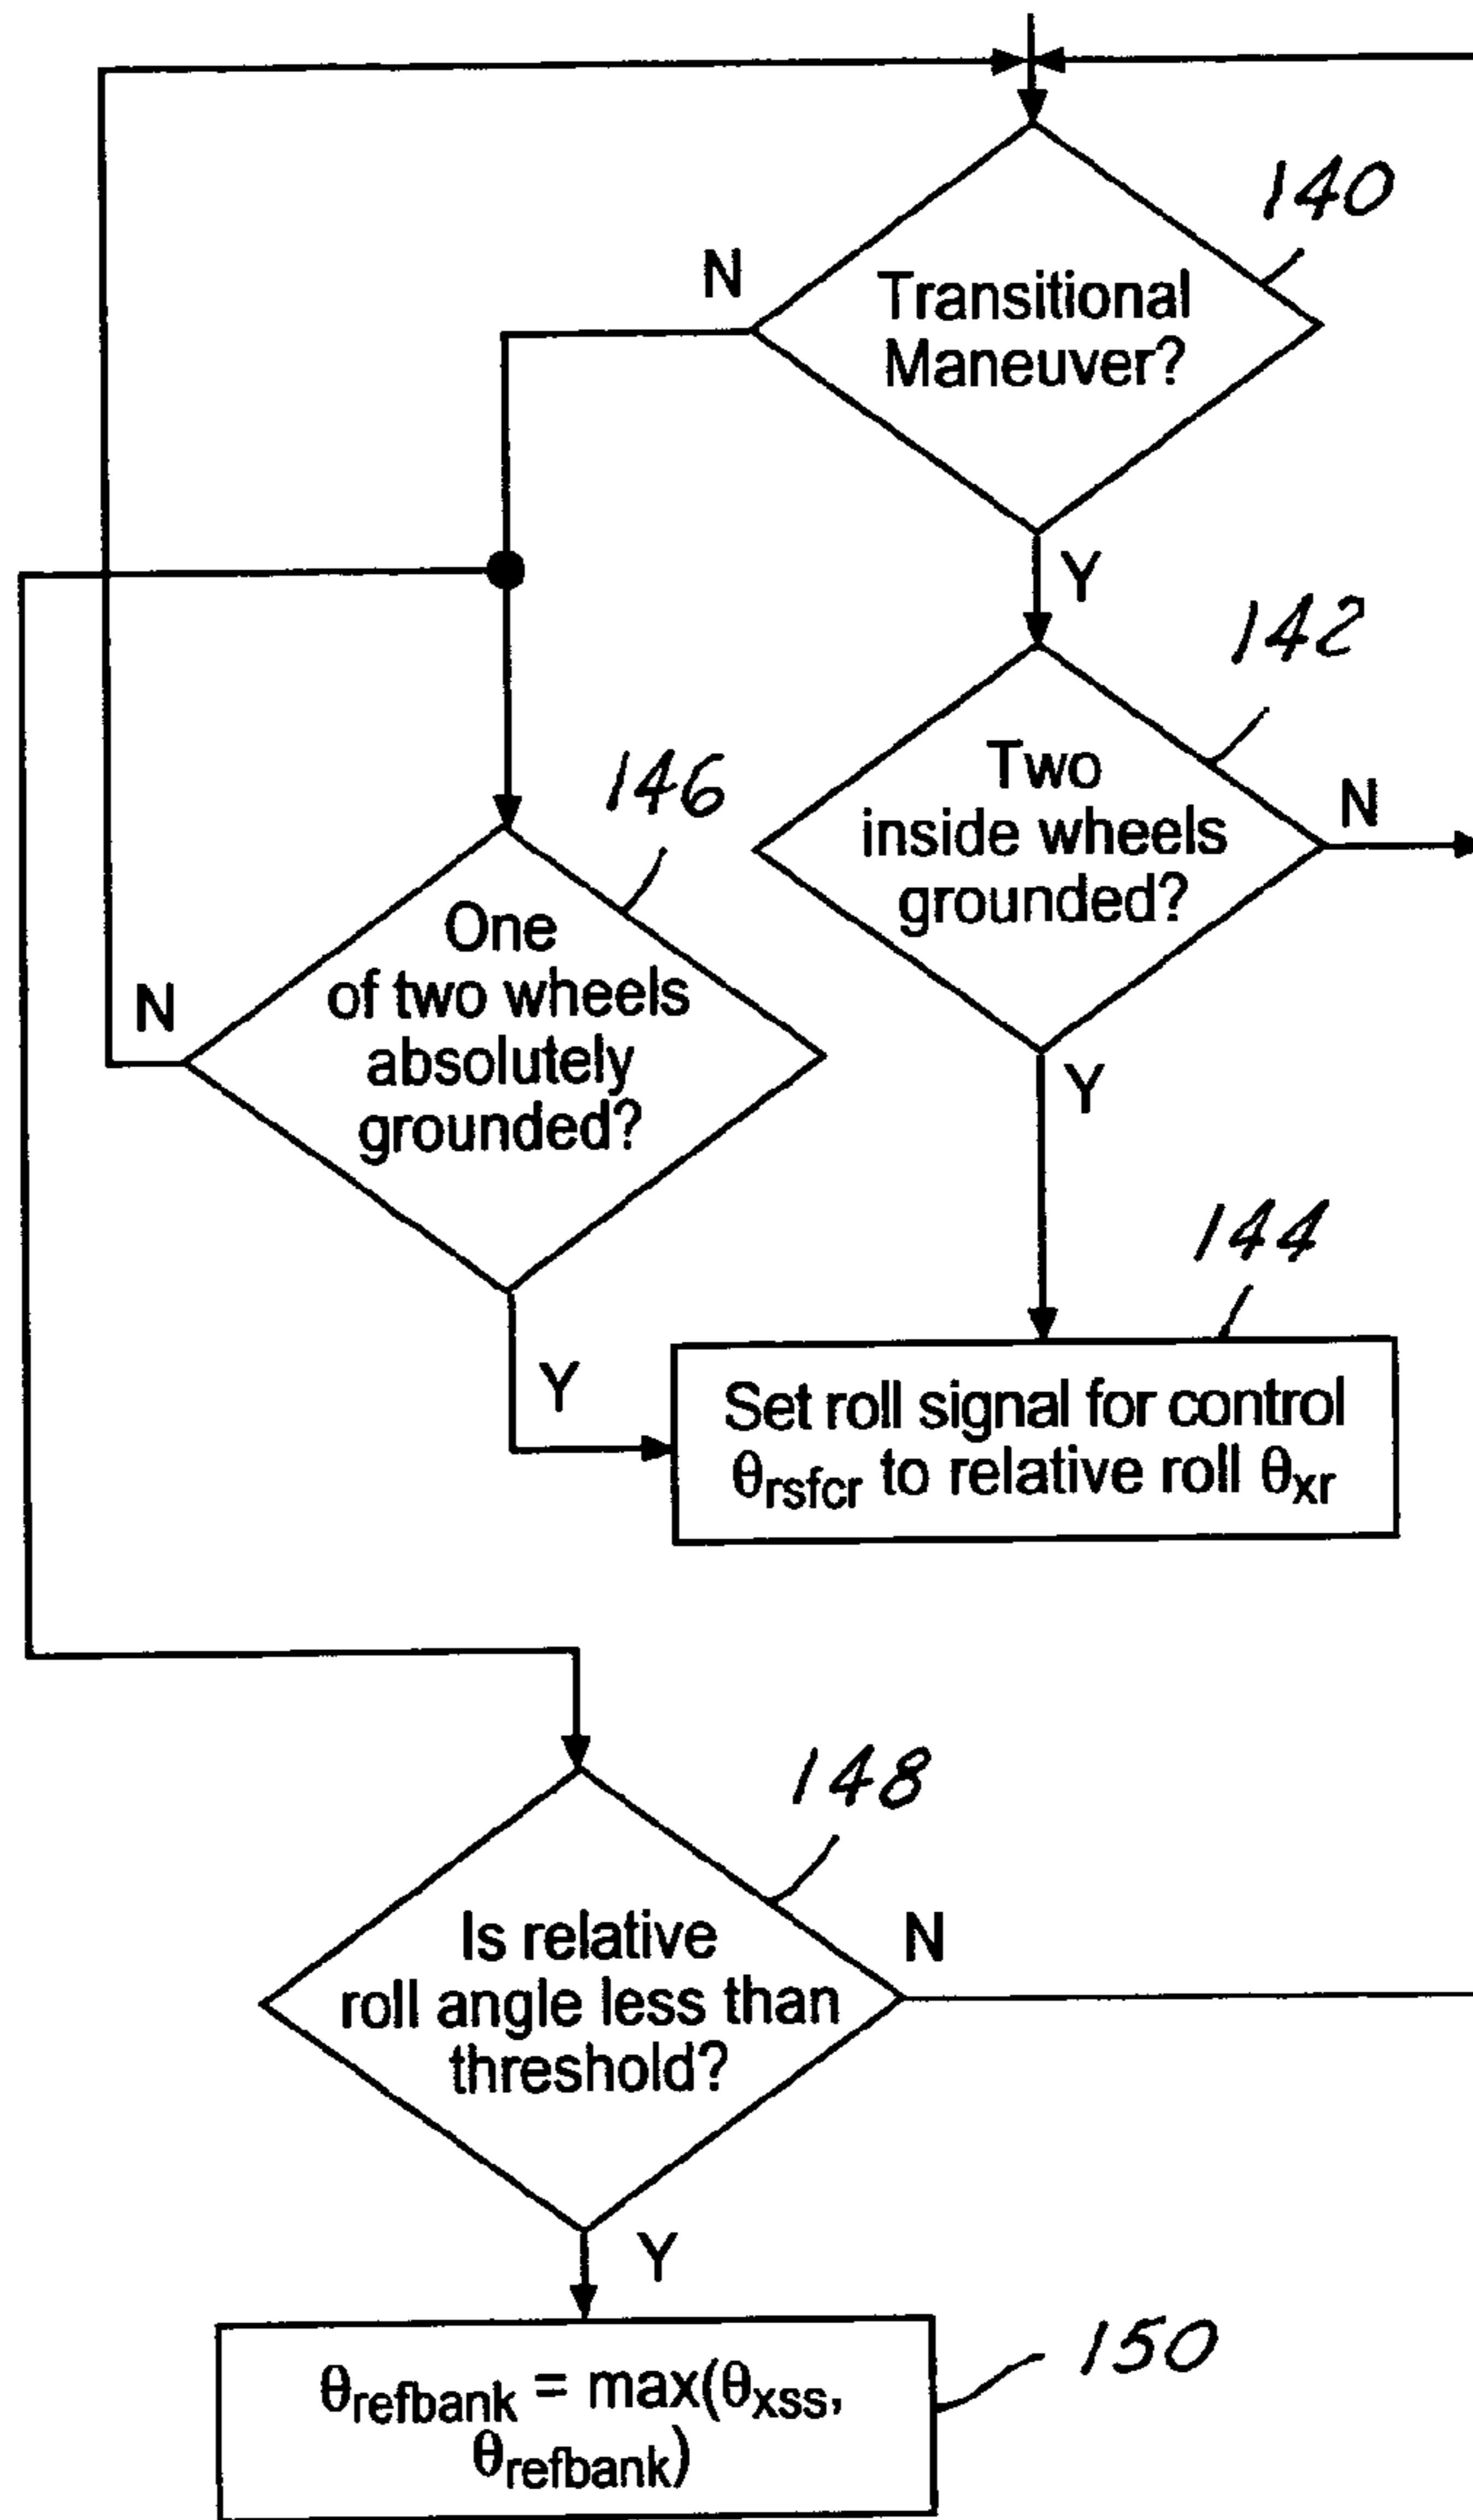 140
N
Transitional
Maneuver?
Y
142
Two
inside wheels
grounded?
N
Y
146
One
of two wheels
absolutely
grounded?
N
Y
144
Set roll signal for control
θrsfcr to relative roll θxr
148
Is relative
roll angle less than
threshold?
N
Y
150
θrefbank = max(θxss,
θrefbank)